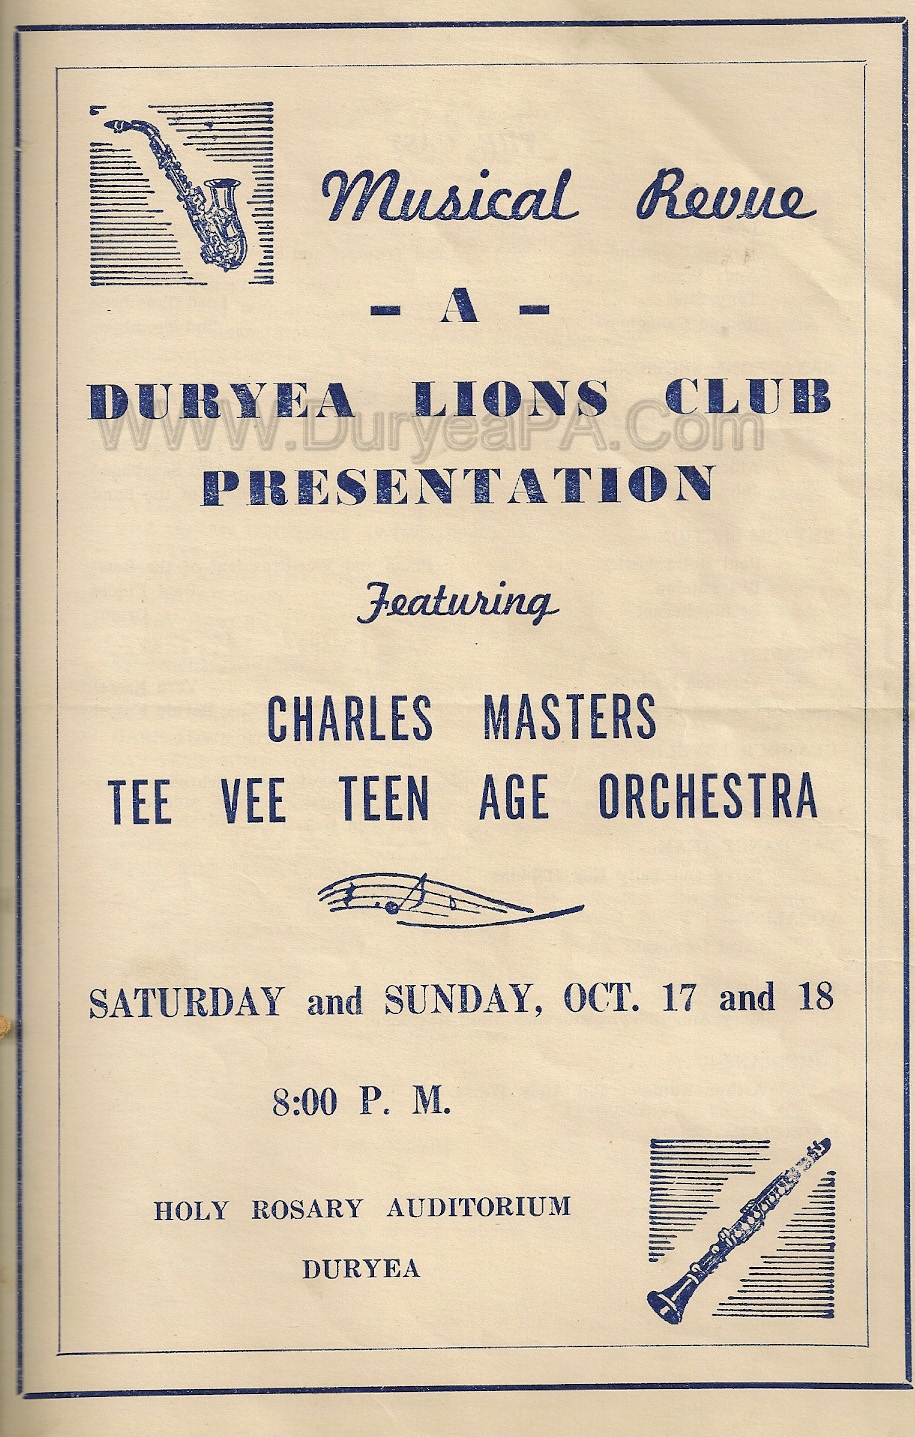 Musical Revue
- A -
DURYEA LIONS CLUB
www.DuryeaPA.Com
PRESENTATION
Featuring
CHARLES MASTERS
TEE VEE TEEN AGE ORCHESTRA
SATURDAY and SUNDAY, OCT. 17 and 18
8:00 P. M.
HOLY ROSARY AUDITORIUM
DURYEA